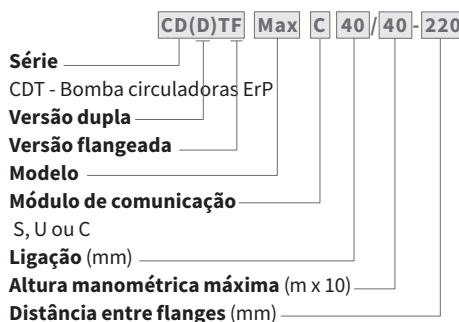 CD(D)TF Max C 40/40-220
Série
CDT - Bomba circuladoras ErP
Versão dupla
Versão flangeada
Modelo
Módulo de comunicação
S, U ou C
Ligação (mm)
Altura manométrica máxima (m x 10)
Distância entre flanges (mm)